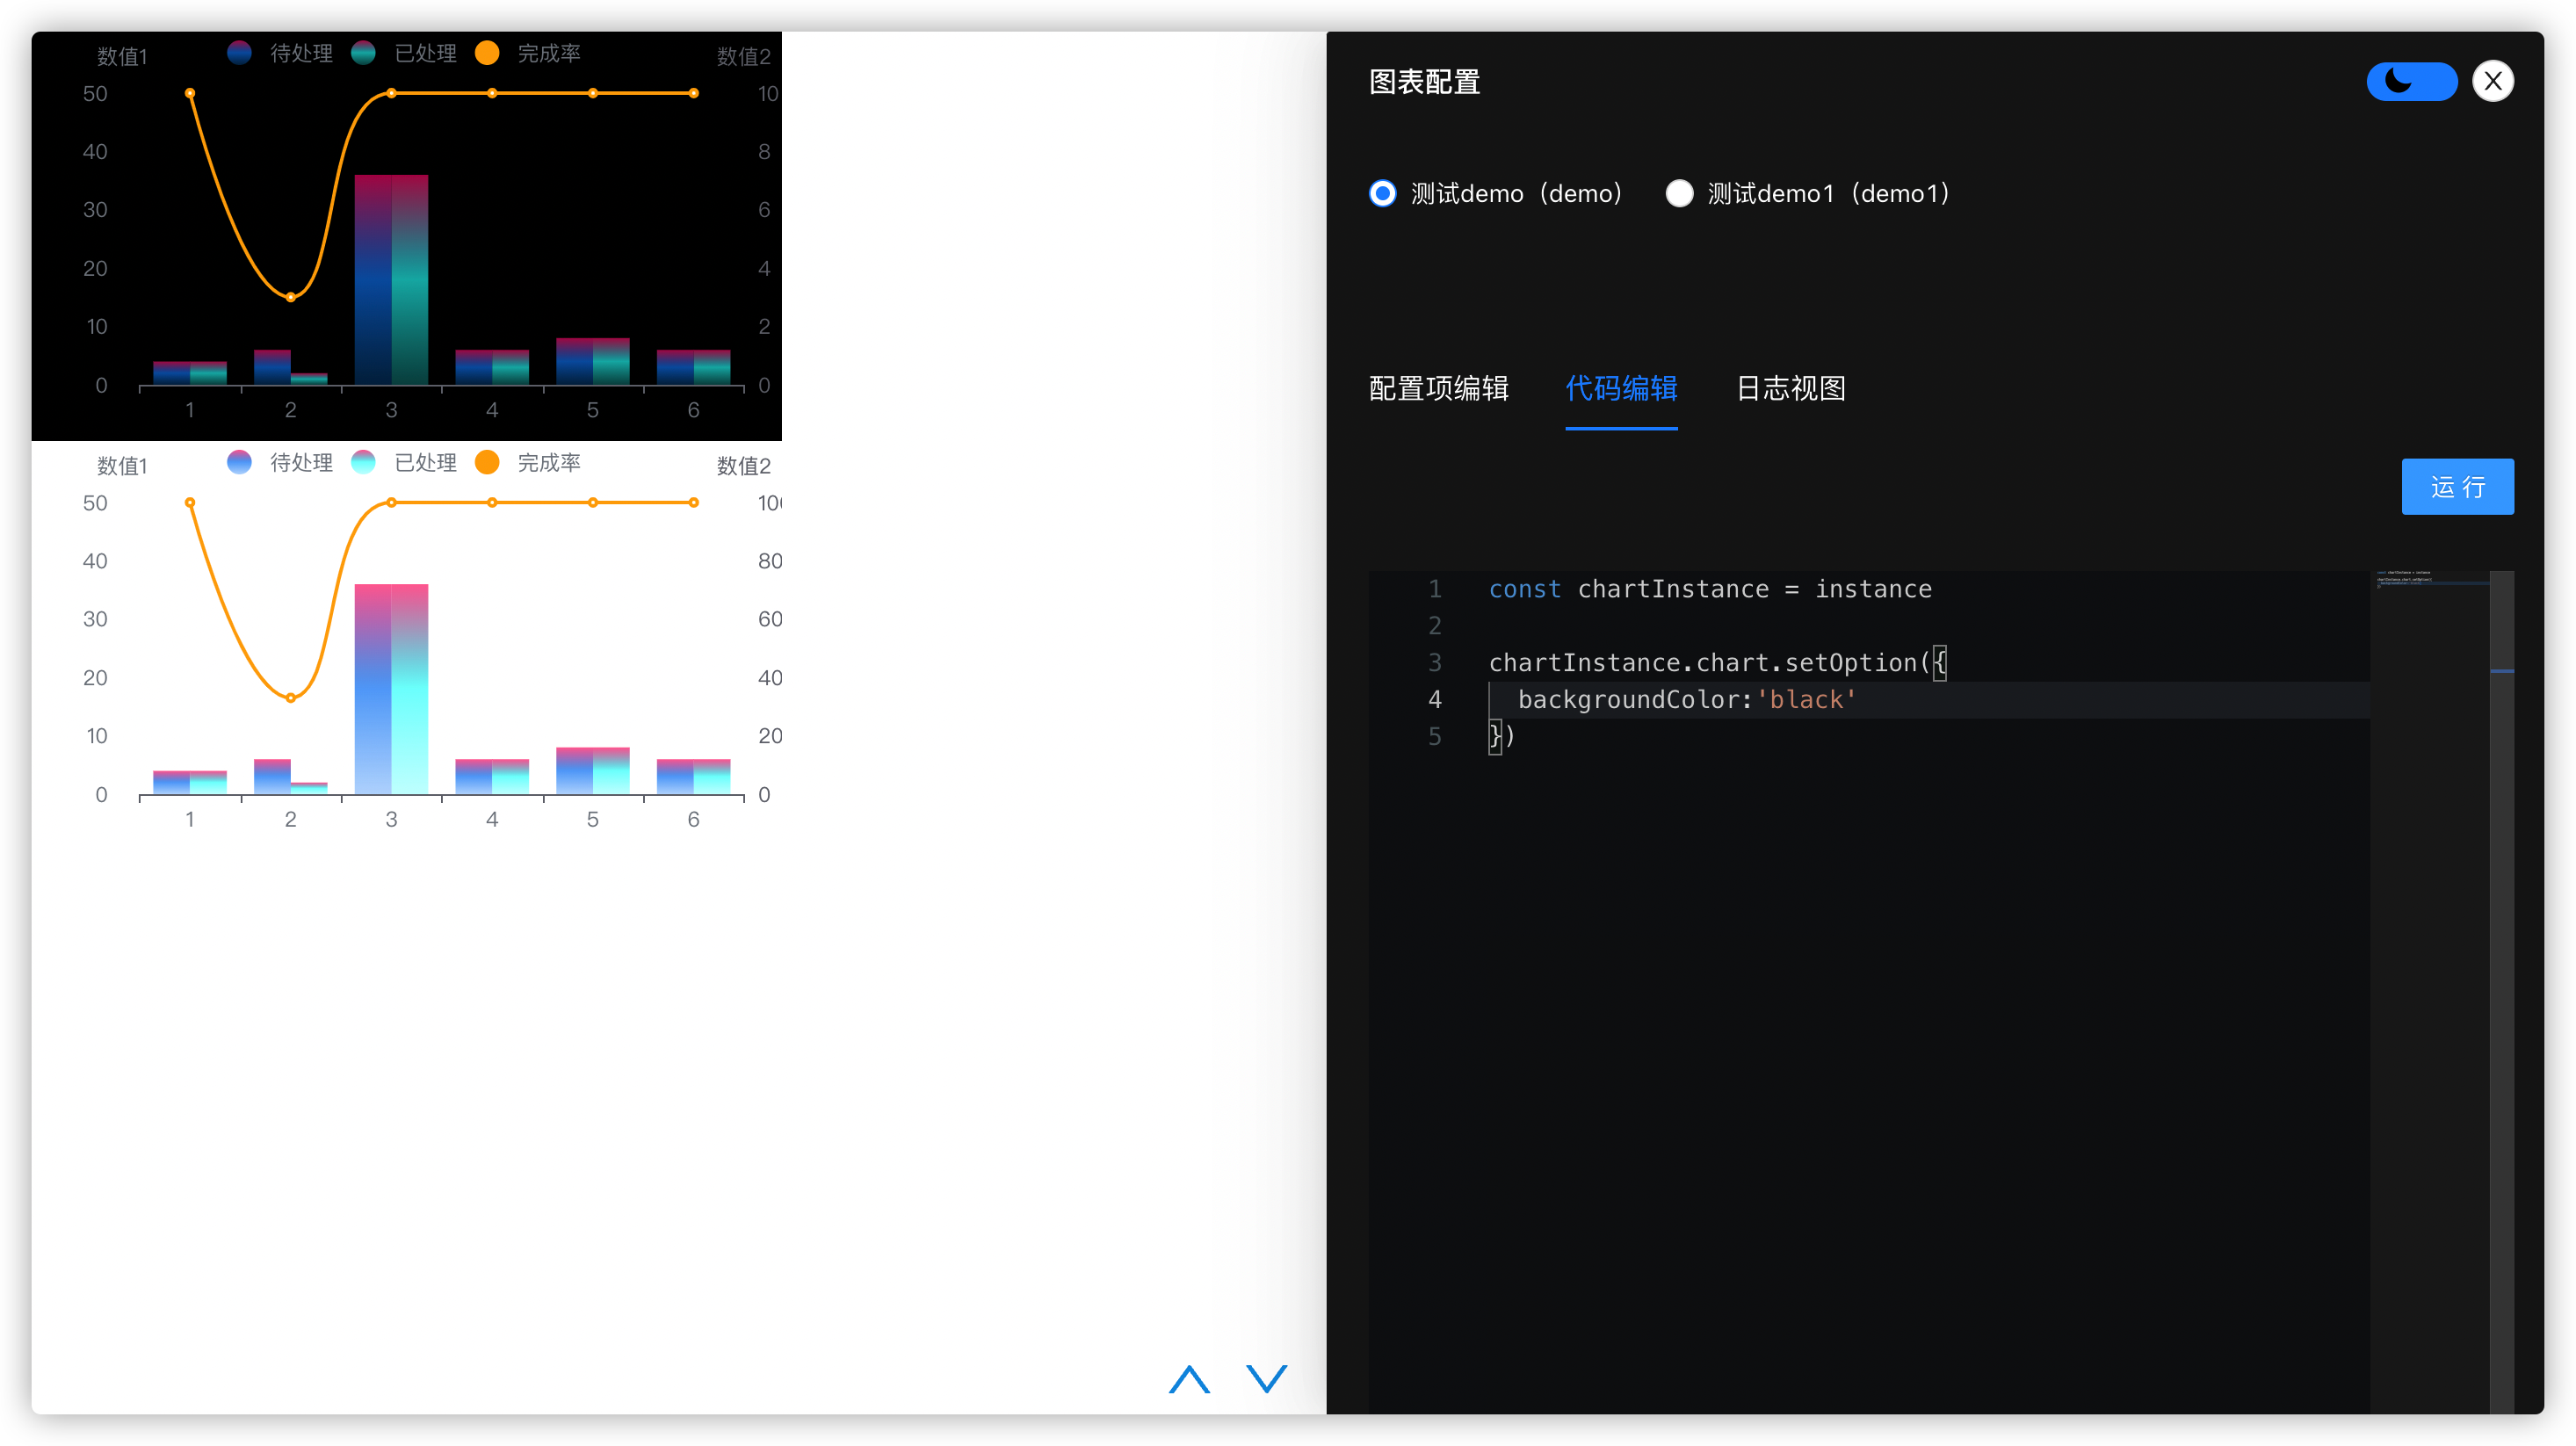 数值1 待处理 已处理 完成率 数值2
50 10
40 8
30 6
20 4
10 2
0 0
1 2 3 4 5 6
数值1 待处理 已处理 完成率 数值2
50 100
40 80
30 60
20 40
10 20
0 0
1 2 3 4 5 6
图表配置 X
测试demo（demo） 测试demo1（demo1）
配置项编辑 代码编辑 日志视图
运 行
1 const chartInstance = instance
2
3 chartInstance.chart.setOption({
4 backgroundColor:'black'
5 })